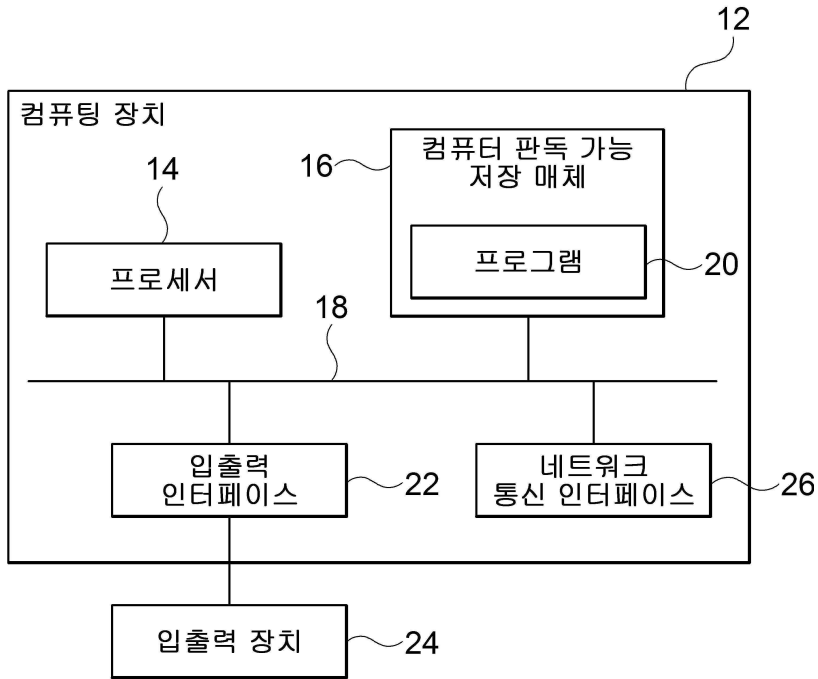 12
컴퓨팅 장치
14
16
컴퓨터 판독 가능
저장 매체
프로세서
프로그램
20
18
입출력
인터페이스
22
네트워크
통신 인터페이스
26
입출력 장치
24